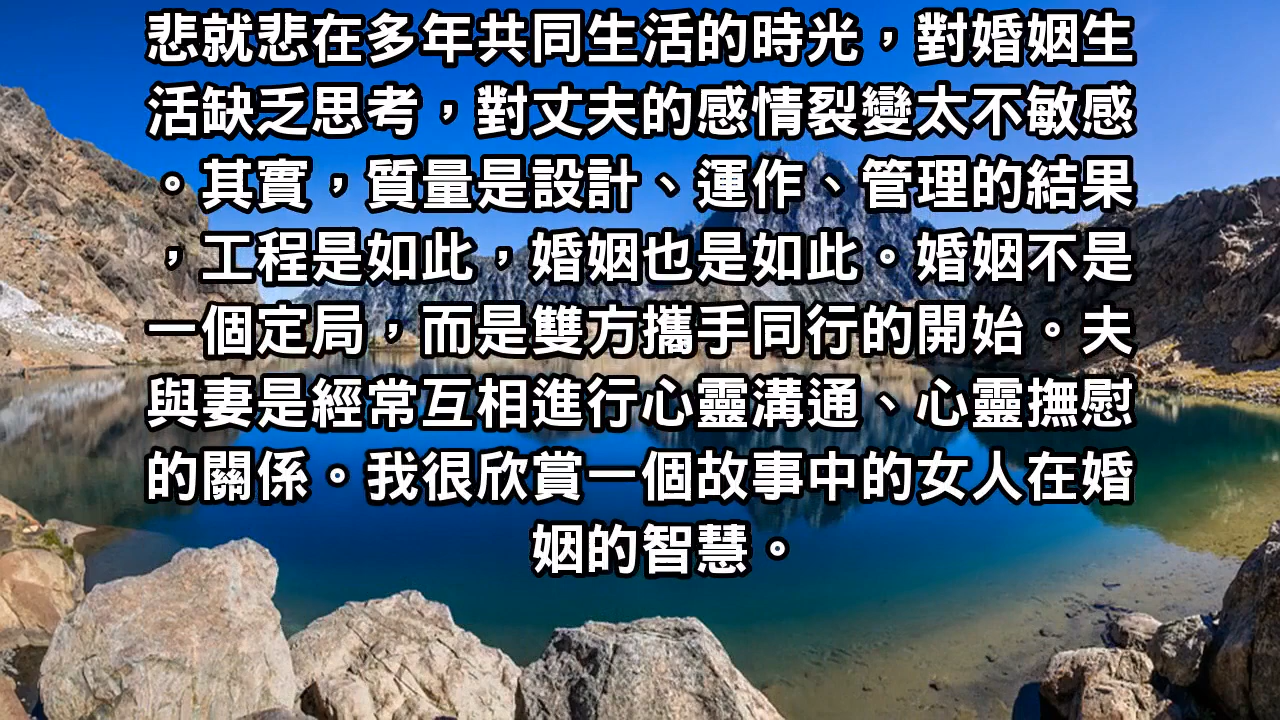 悲就悲在多年共同生活的時光，對婚姻生
活缺乏思考，對丈夫的感情裂變太不敏感
。其實，質量是設計、運作、管理的結果
，工程是如此，婚姻也是如此。婚姻不是
一個定局，而是雙方攜手同行的開始。夫
與妻是經常互相進行心靈溝通、心靈撫慰
的關係。我很欣賞一個故事中的女人在婚
姻的智慧。